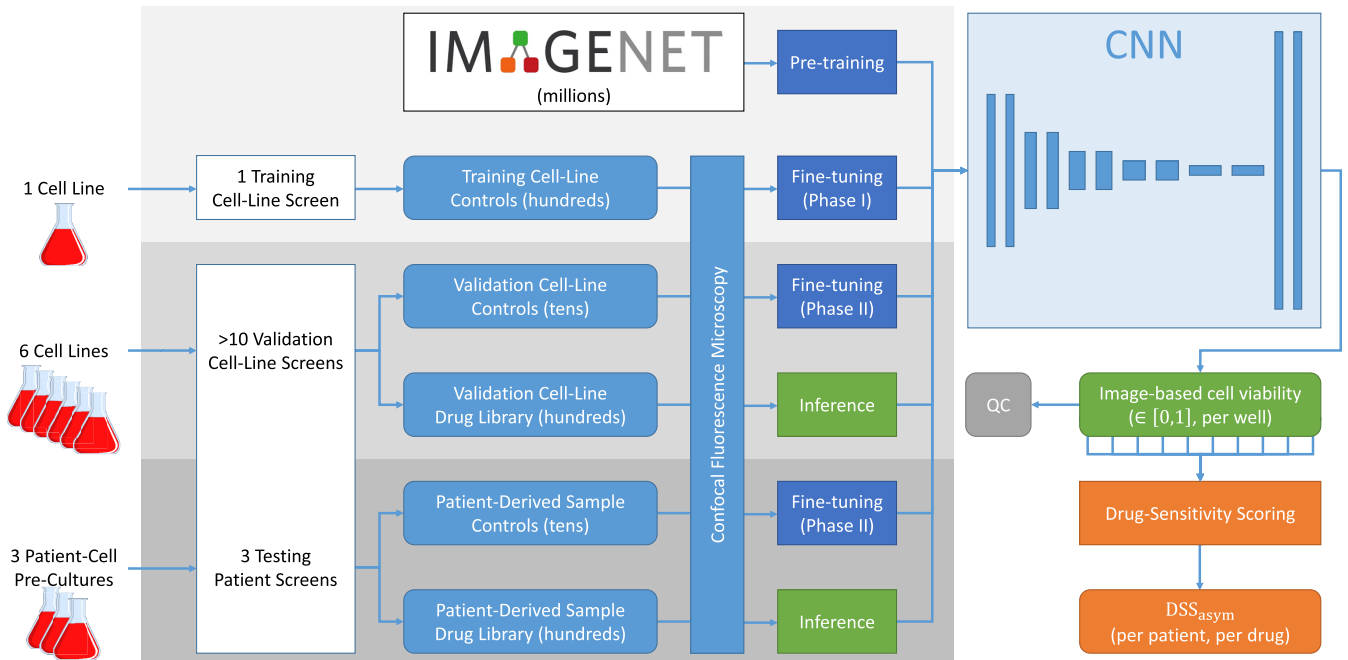 IMAGENET
(millions)
Pre-training
CNN
1 Cell Line
1 Training
Cell-Line Screen
Training Cell-Line
Controls (hundreds)
Fine-tuning
(Phase I)
Confocal Fluorescence Microscopy
6 Cell Lines
>10 Validation
Cell-Line Screens
Validation Cell-Line
Controls (tens)
Fine-tuning
(Phase II)
Validation Cell-Line
Drug Library (hundreds)
Inference
3 Patient-Cell
Pre-Cultures
3 Testing
Patient Screens
Patient-Derived Sample
Controls (tens)
Fine-tuning
(Phase II)
Patient-Derived Sample
Drug Library (hundreds)
Inference
QC
Image-based cell viability
(∈ [0,1], per well)
Drug-Sensitivity Scoring
DSSasym
(per patient, per drug)